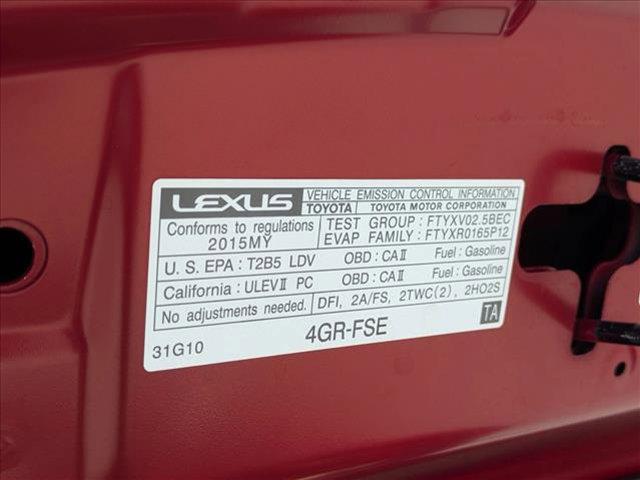 LEXUS VEHICLE EMISSION CONTROL INFORMATION
TOYOTA TOYOTA MOTOR CORPORATION
Conforms to regulations TEST GROUP : FTYXV02.5BEC
2015MY EVAP FAMILY : FTYXR0165P12
U. S. EPA : T2B5 LDV OBD : CAⅡ Fuel : Gasoline
California : ULEVⅡ PC OBD : CAⅡ Fuel : Gasoline
No adjustments needed. DFI, 2A/FS, 2TWC(2), 2HO2S
31G10 4GR-FSE TA